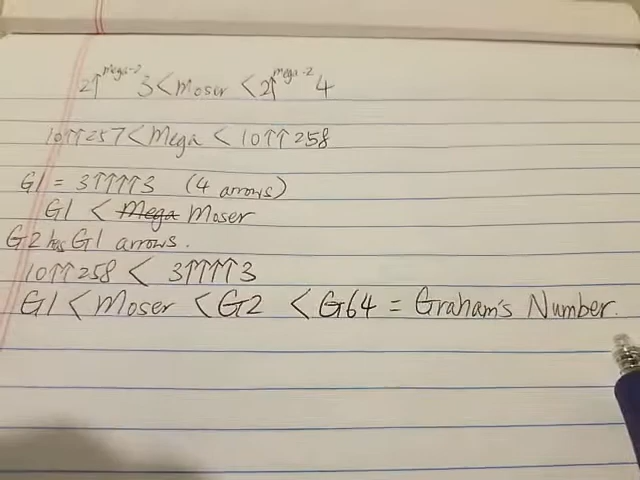 2↑^mega-2 3 < Moser < 2↑^mega-2 4
10↑↑257 < Mega < 10↑↑258
G1 = 3↑↑↑↑3 (4 arrows)
G1 < Mega Moser
G2 has G1 arrows.
10↑↑258 < 3↑↑↑↑3
G1 < Moser < G2 < G64 = Graham's Number.